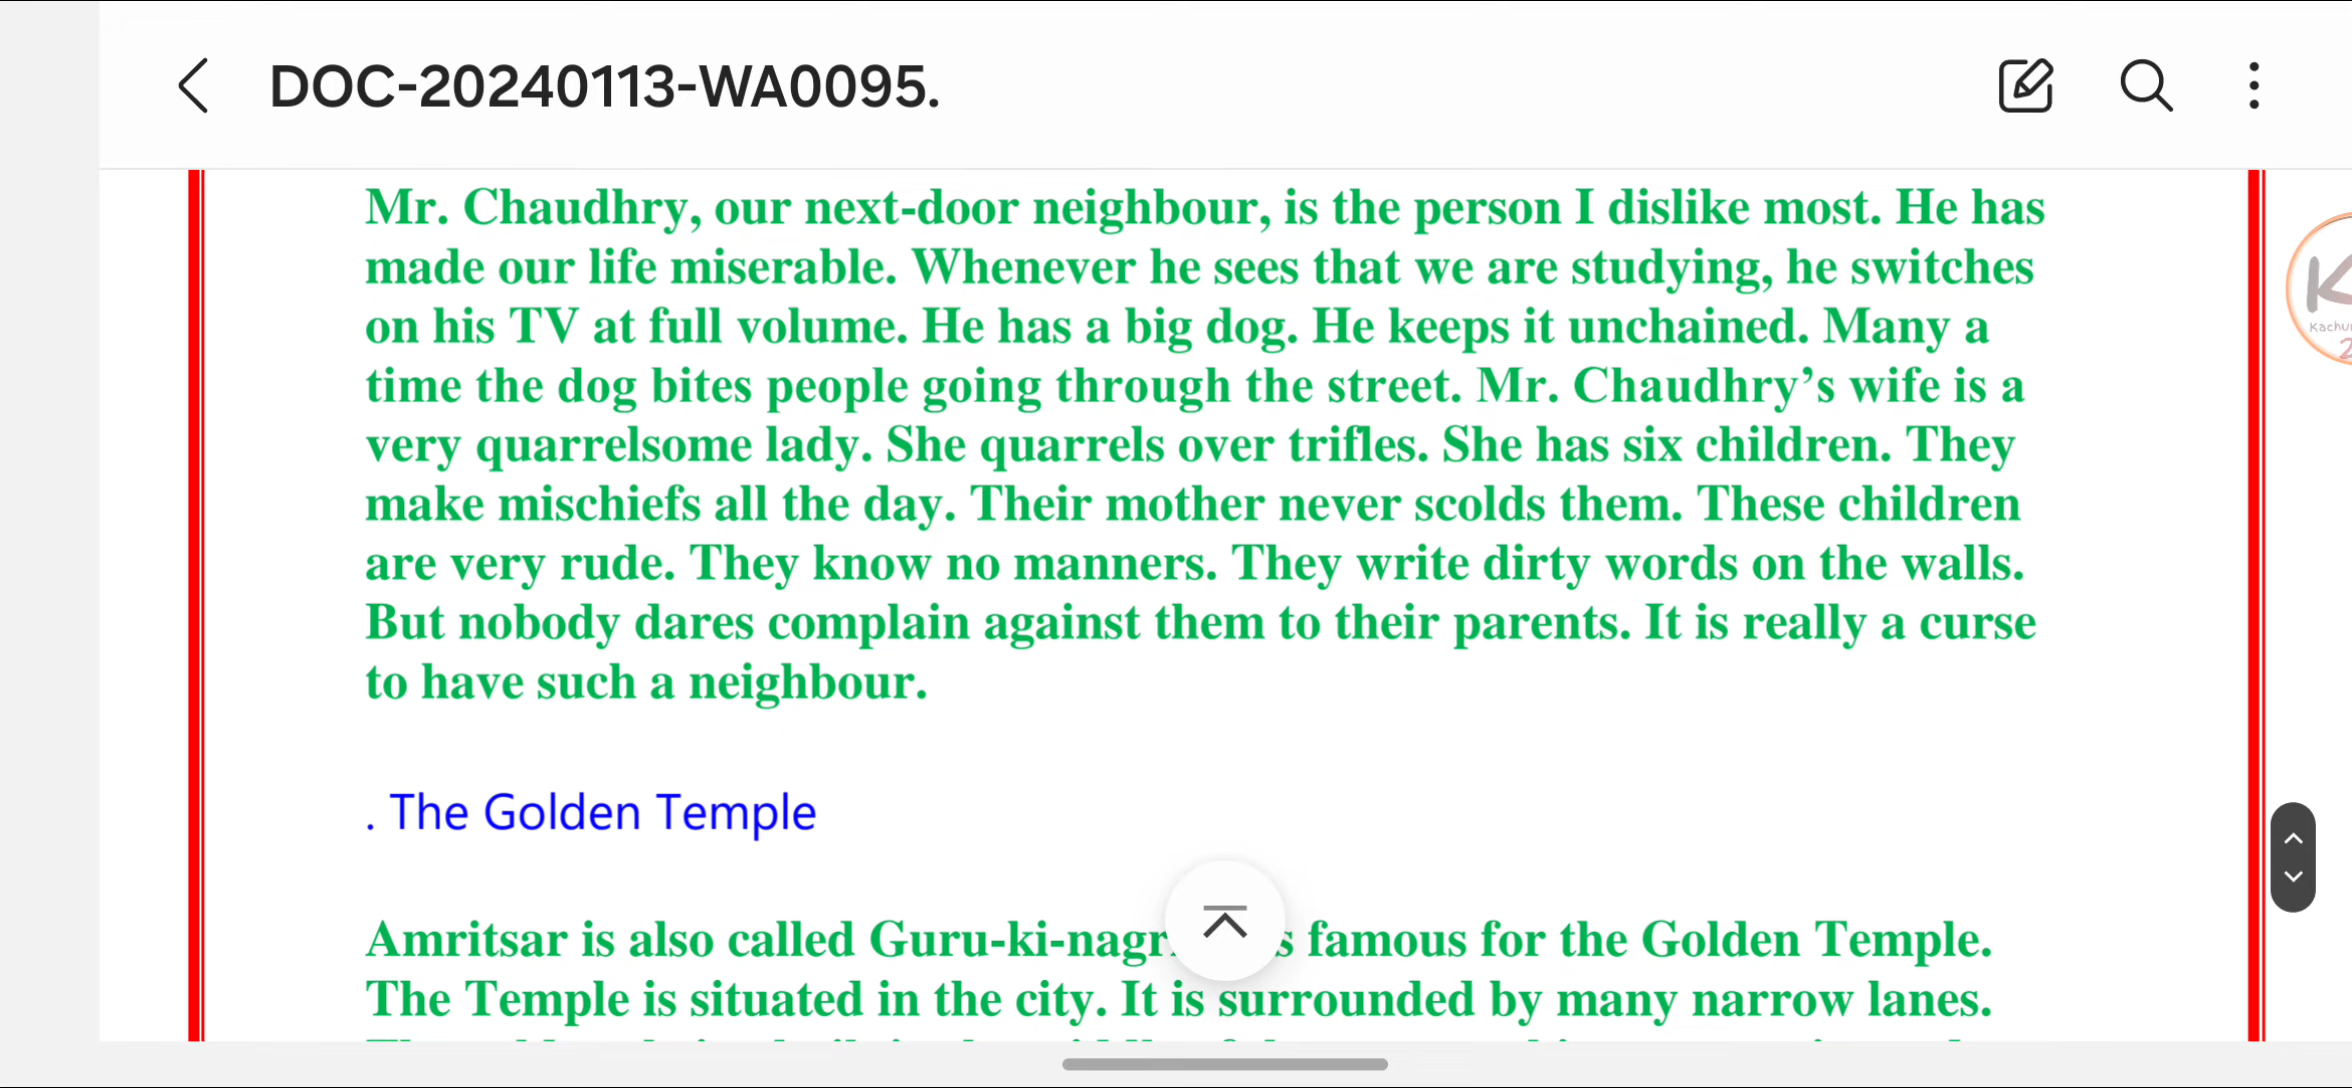 DOC-20240113-WA0095.
Mr. Chaudhry, our next-door neighbour, is the person I dislike most. He has
made our life miserable. Whenever he sees that we are studying, he switches
on his TV at full volume. He has a big dog. He keeps it unchained. Many a
time the dog bites people going through the street. Mr. Chaudhry’s wife is a
very quarrelsome lady. She quarrels over trifles. She has six children. They
make mischiefs all the day. Their mother never scolds them. These children
are very rude. They know no manners. They write dirty words on the walls.
But nobody dares complain against them to their parents. It is really a curse
to have such a neighbour.
. The Golden Temple
Amritsar is also called famous for the Golden Temple.
The Temple is situated in the city. It is surrounded by many narrow lanes.